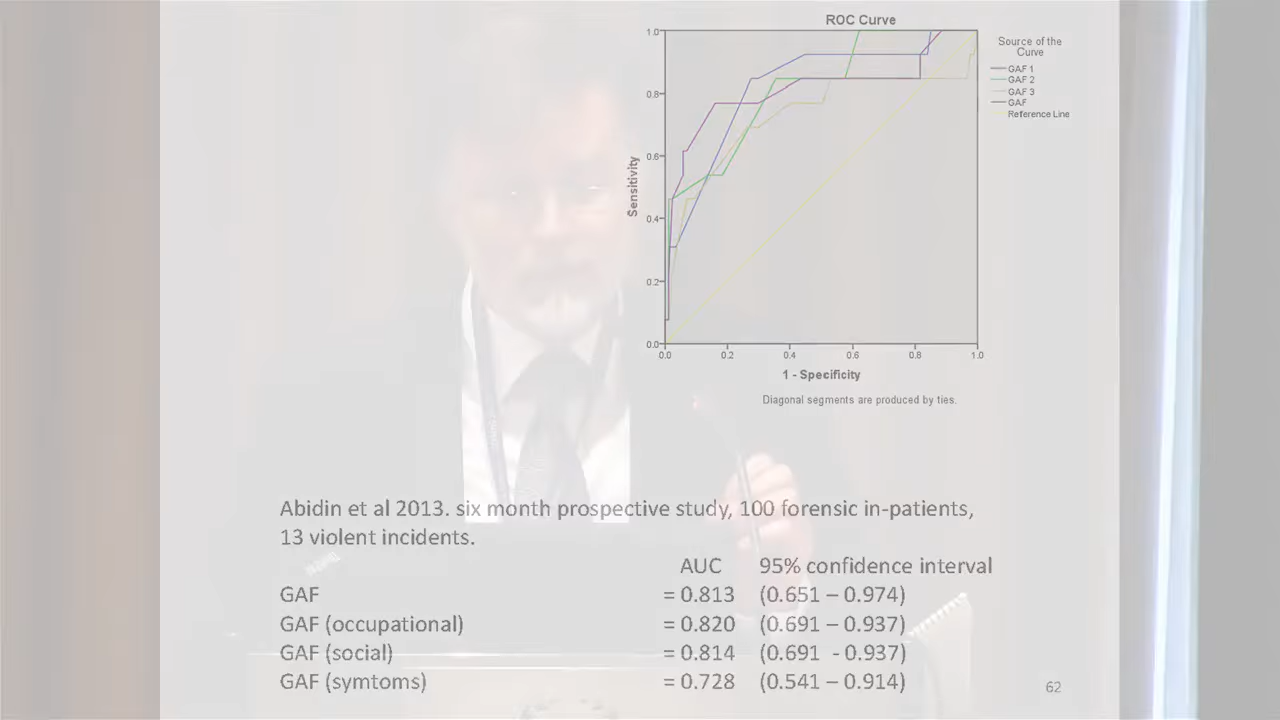 ROC Curve
Source of the
Curve
GAF 1
GAF 2
GAF 3
GAF
Reference Line
1.0
0.8
0.6
0.4
0.2
0.0
Sensitivity
0.0 0.2 0.4 0.6 0.8 1.0
1 - Specificity
Diagonal segments are produced by ties.
Abidin et al 2013. six month prospective study, 100 forensic in-patients,
13 violent incidents.
AUC 95% confidence interval
GAF = 0.813 (0.651 – 0.974)
GAF (occupational) = 0.820 (0.691 – 0.937)
GAF (social) = 0.814 (0.691 - 0.937)
GAF (symtoms) = 0.728 (0.541 – 0.914)
62